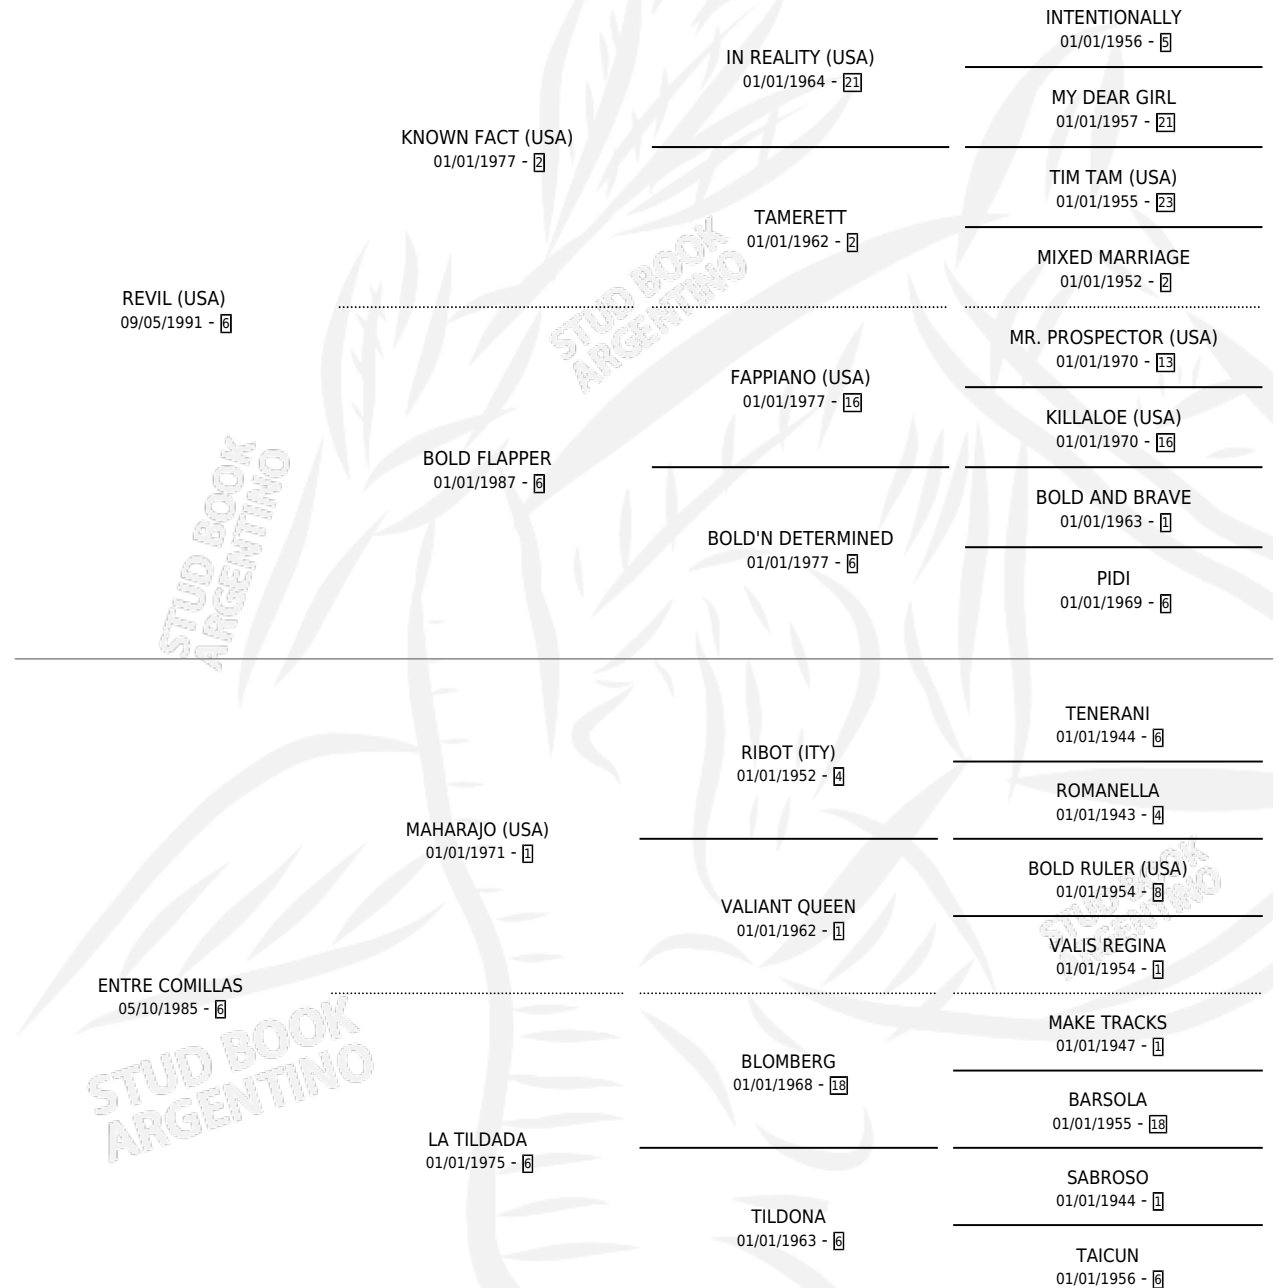 INTENTIONALLY
01/01/1956 - 5
IN REALITY (USA)
01/01/1964 - 21
MY DEAR GIRL
01/01/1957 - 21
KNOWN FACT (USA)
01/01/1977 - 2
TIM TAM (USA)
01/01/1955 - 23
TAMERETT
01/01/1962 - 2
MIXED MARRIAGE
01/01/1952 - 2
REVIL (USA)
09/05/1991 - 6
MR. PROSPECTOR (USA)
01/01/1970 - 13
FAPPIANO (USA)
01/01/1977 - 16
KILLALOE (USA)
01/01/1970 - 16
BOLD FLAPPER
01/01/1987 - 6
BOLD AND BRAVE
01/01/1963 - 1
BOLD'N DETERMINED
01/01/1977 - 6
PIDI
01/01/1969 - 6
TENERANI
01/01/1944 - 6
RIBOT (ITY)
01/01/1952 - 4
ROMANELLA
01/01/1943 - 4
MAHARAJO (USA)
01/01/1971 - 1
BOLD RULER (USA)
01/01/1954 - 8
VALIANT QUEEN
01/01/1962 - 1
VALIS REGINA
01/01/1954 - 1
ENTRE COMILLAS
05/10/1985 - 6
MAKE TRACKS
01/01/1947 - 1
BLOMBERG
01/01/1968 - 18
BARSOLA
01/01/1955 - 18
LA TILDADA
01/01/1975 - 6
SABROSO
01/01/1944 - 1
TILDONA
01/01/1963 - 6
TAICUN
01/01/1956 - 6
STUD BOOK
ARGENTINO
STUD BOOK
ARGENTINO
STUD BOOK
ARGENTINO
STUD BOOK
ARGENTINO